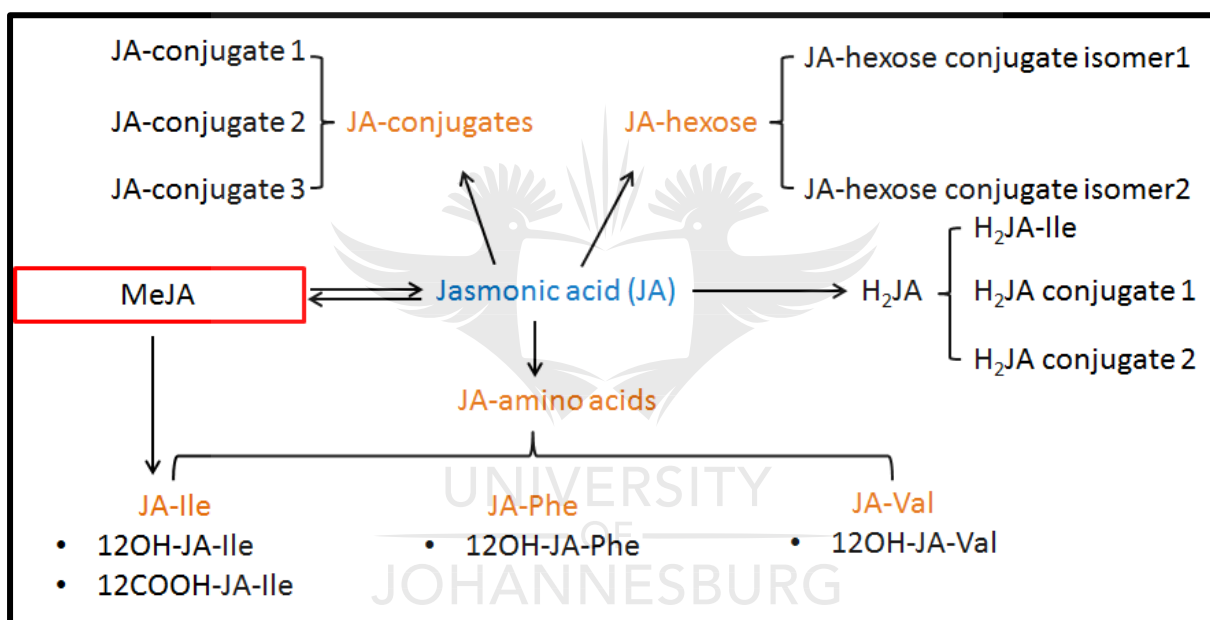 JA-conjugate 1
JA-conjugate 2
JA-conjugate 3
JA-conjugates
JA-hexose
JA-hexose conjugate isomer1
JA-hexose conjugate isomer2
MeJA
Jasmonic acid (JA)
H₂JA
H₂JA-Ile
H₂JA conjugate 1
H₂JA conjugate 2
JA-amino acids
JA-Ile
• 12OH-JA-Ile
• 12COOH-JA-Ile
JA-Phe
• 12OH-JA-Phe
JA-Val
• 12OH-JA-Val
UNIVERSITY
OF
JOHANNESBURG